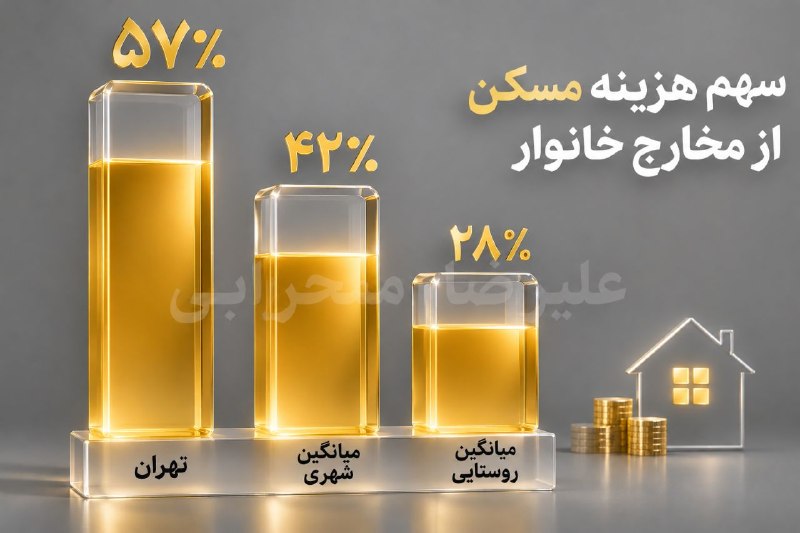 سهم هزینه مسکن
از مخارج خانوار
۵۷٪
۴۲٪
۲۸٪
تهران
میانگین
شهری
میانگین
روستایی
علیرضا محرابی